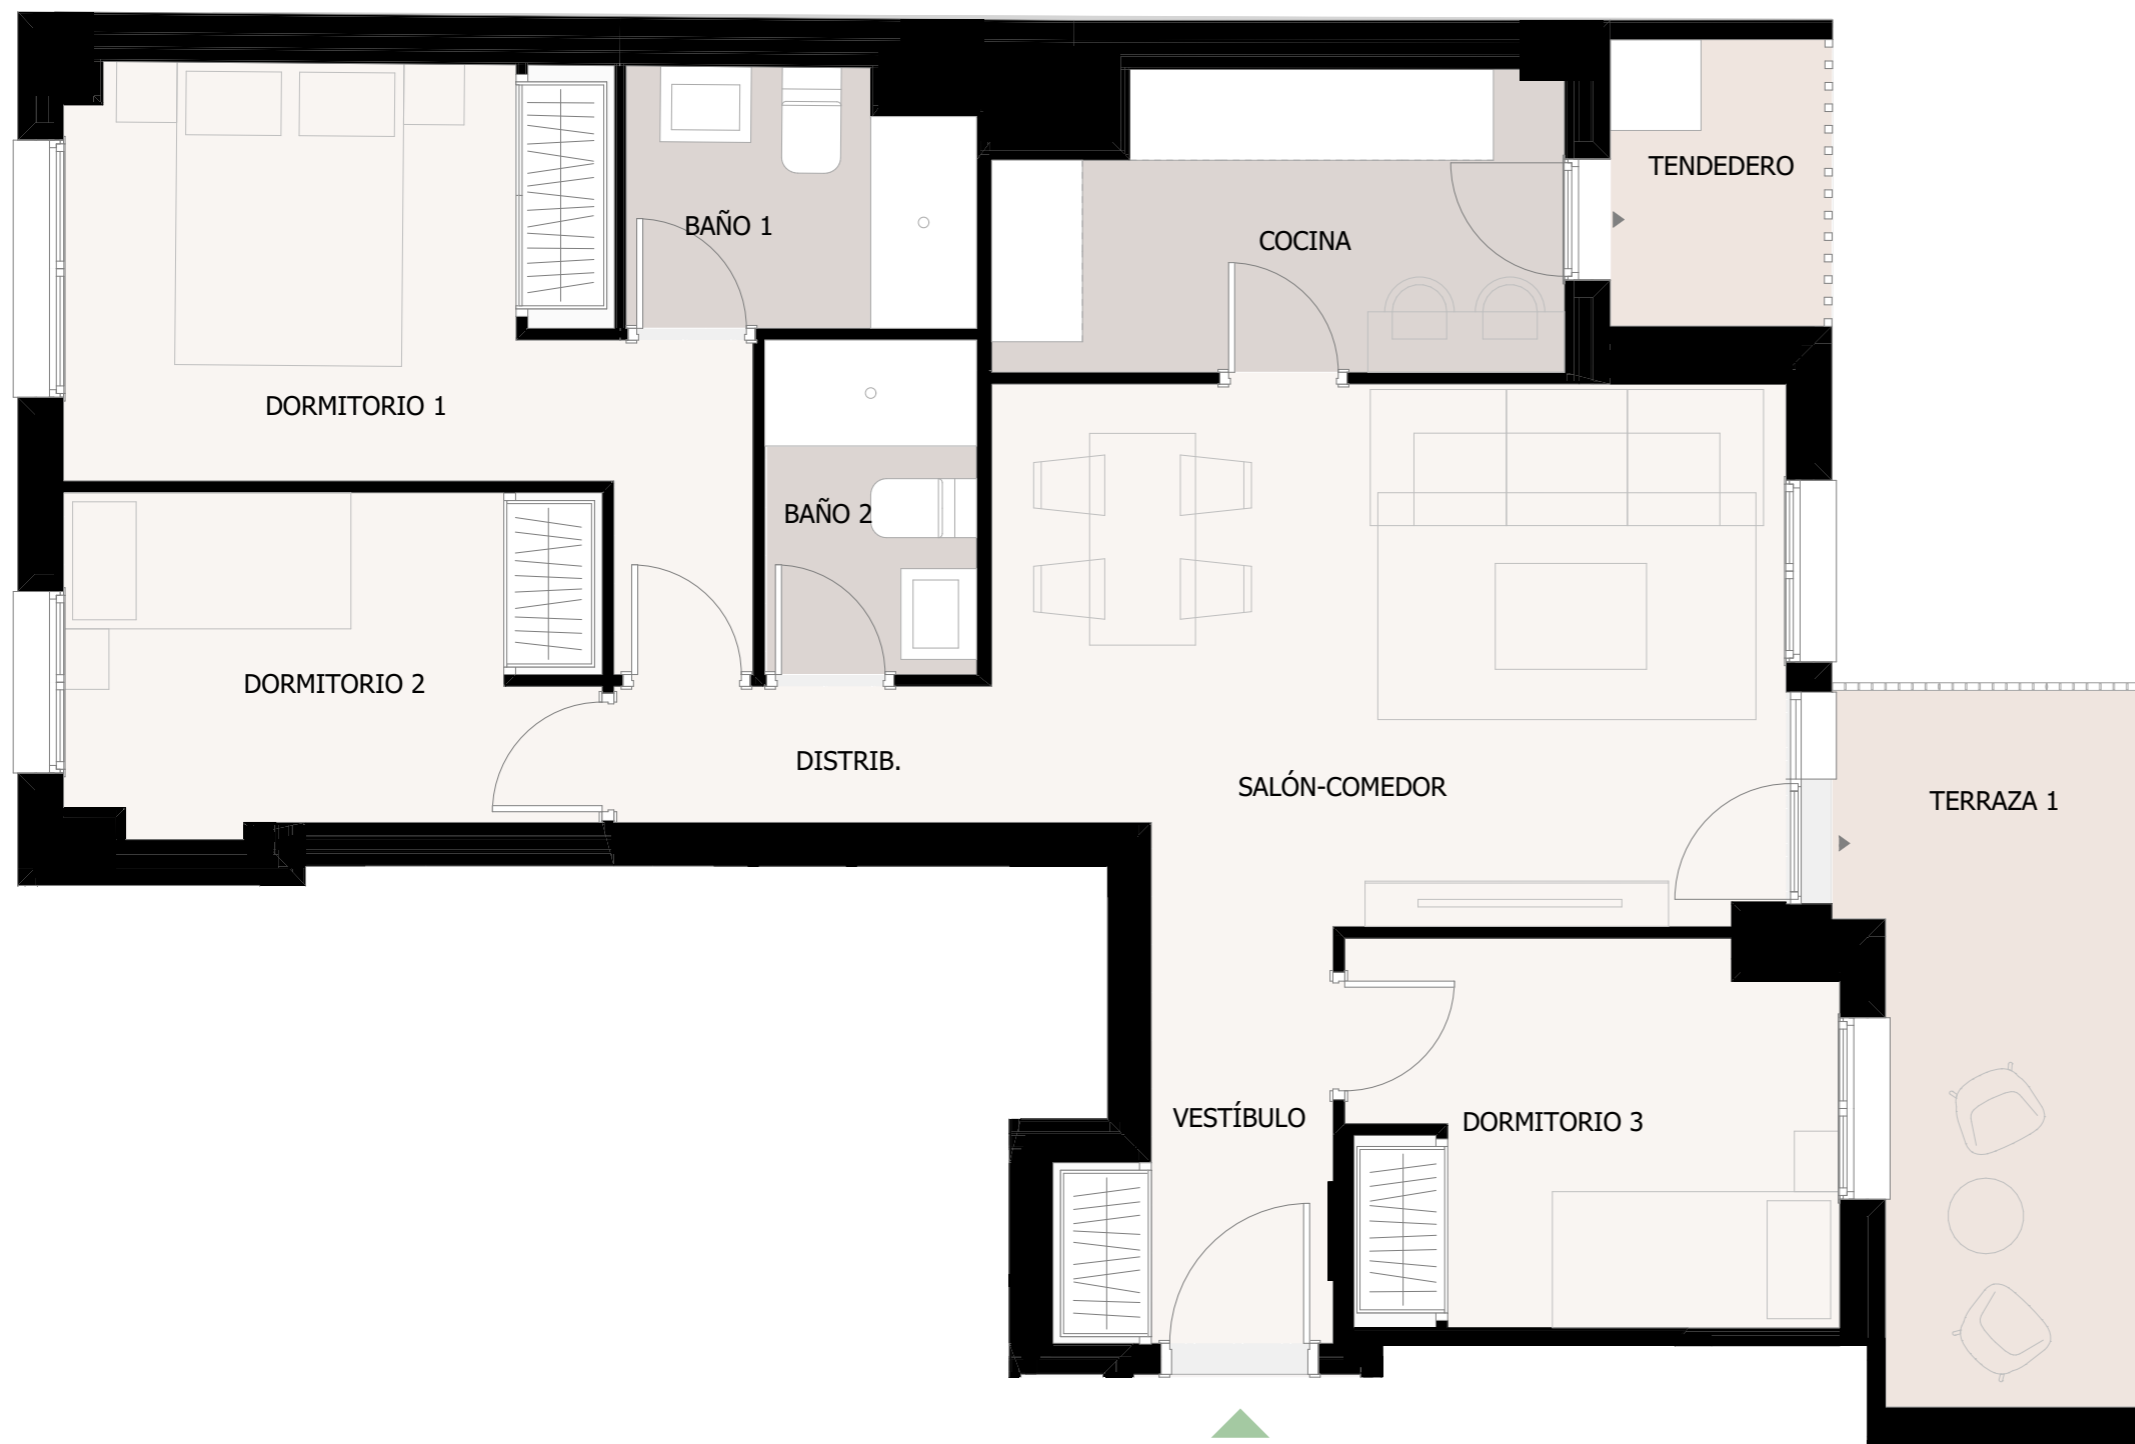 TENDEDERO
BAÑO 1
COCINA
DORMITORIO 1
BAÑO 2
DORMITORIO 2
DISTRIB.
SALÓN-COMEDOR
TERRAZA 1
VESTÍBULO
DORMITORIO 3